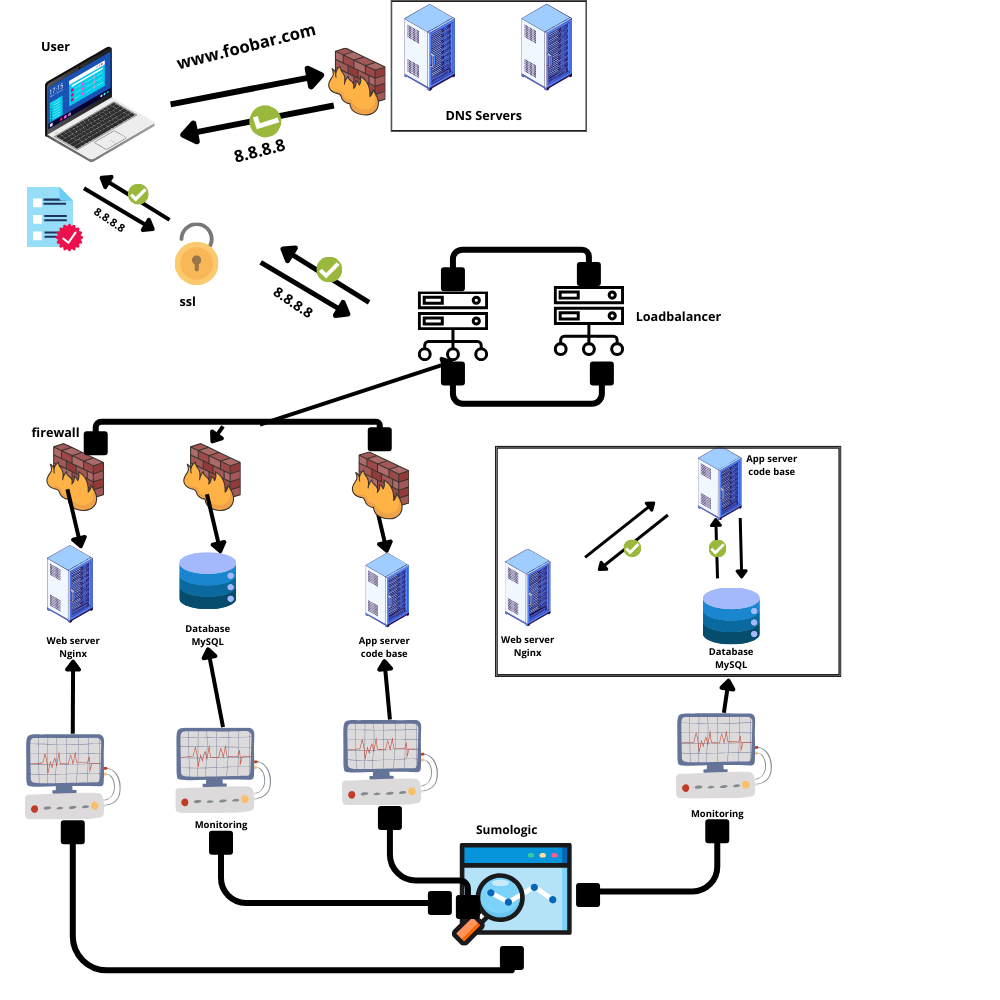 User
www.foobar.com
17:15
DNS Servers
8.8.8.8
8.8.8.8
ssl
8.8.8.8
Loadbalancer
firewall
App server
code base
Web server
Nginx
Database
MySQL
App server
code base
Web server
Nginx
Database
MySQL
Monitoring
Monitoring
Sumologic